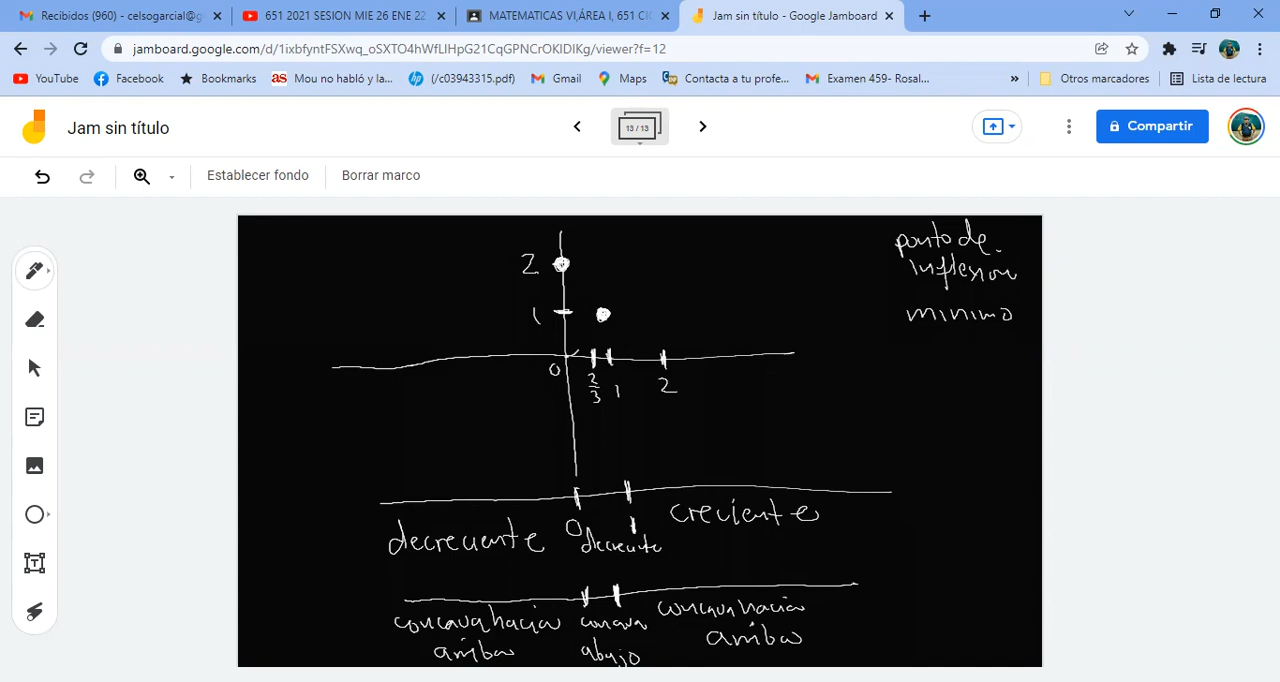 Recibidos (960) - celsogarcial@g
651 2021 SESION MIE 26 ENE 22
MATEMATICAS VI,ÁREA I, 651 CIC
Jam sin título - Google Jamboard
jamboard.google.com/d/1ixbfyntFSXwq_oSXTO4hWfLlHpG21CqGPNCrOKIDIKg/viewer?f=12
YouTube
Facebook
Bookmarks
as Mou no habló y la...
hp (/c03943315.pdf)
Gmail
Maps
Contacta a tu profe...
Examen 459- Rosal...
»
Otros marcadores
Lista de lectura
Jam sin título
13 / 13
Compartir
Establecer fondo
Borrar marco
punto de
inflexion
minimo
2
1
0
2/3
1
2
decreciente
0
decreciente
1
creciente
concava hacia
arriba
concava
abajo
concava hacia
arriba